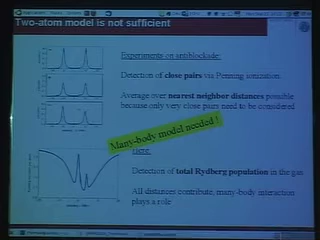 Two-atom model is not sufficient
Experiments on antiblockade:
Detection of close pairs via Penning ionization
Average over nearest neighbor distances possible
because only very close pairs need to be considered
Many-body model needed !
Here:
Detection of total Rydberg population in the gas
All distances contribute, many-body interaction
plays a role